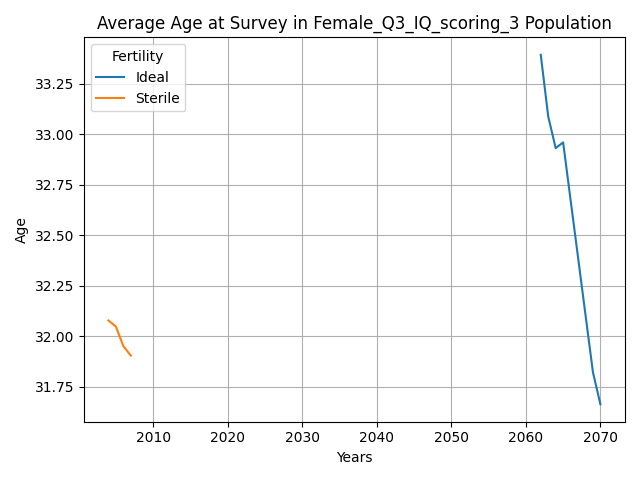 Average Age at Survey in Female_Q3_IQ_scoring_3 Population
Fertility
Ideal
Sterile
33.25
33.00
32.75
32.50
32.25
32.00
31.75
Age
2010 2020 2030 2040 2050 2060 2070
Years